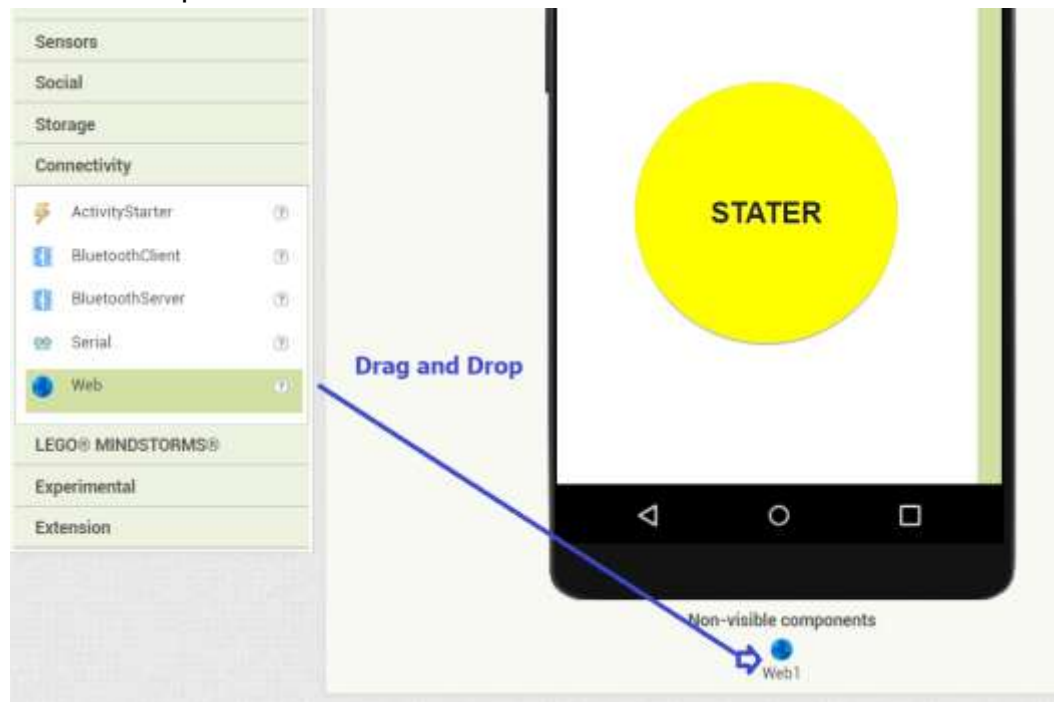 Sensors
Social
Storage
Connectivity
ActivityStarter
BluetoothClient
BluetoothServer
Serial
Web
LEGO® MINDSTORMS®
Experimental
Extension
STATER
Drag and Drop
Non-visible components
Web1